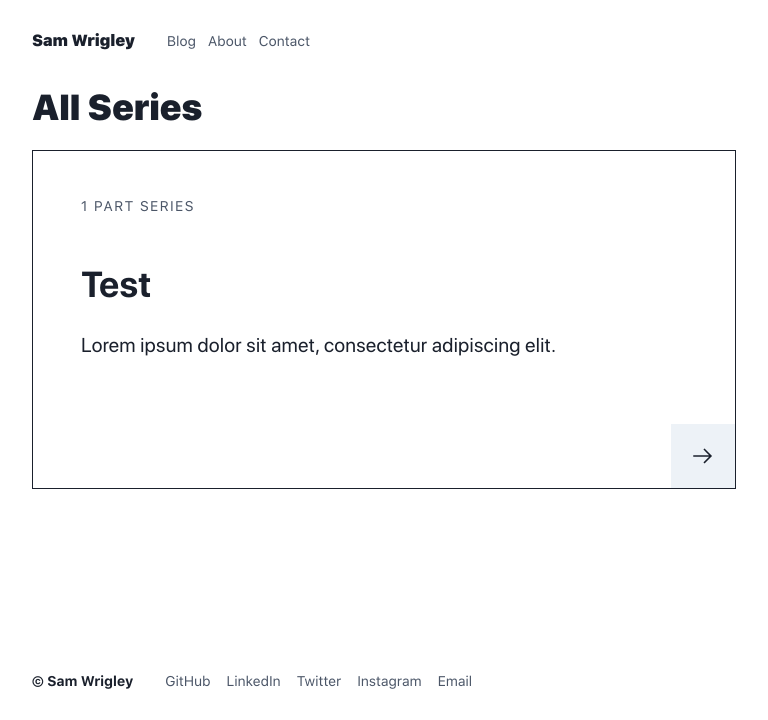 Sam Wrigley Blog About Contact
All Series
1 PART SERIES
Test
Lorem ipsum dolor sit amet, consectetur adipiscing elit.
© Sam Wrigley GitHub LinkedIn Twitter Instagram Email